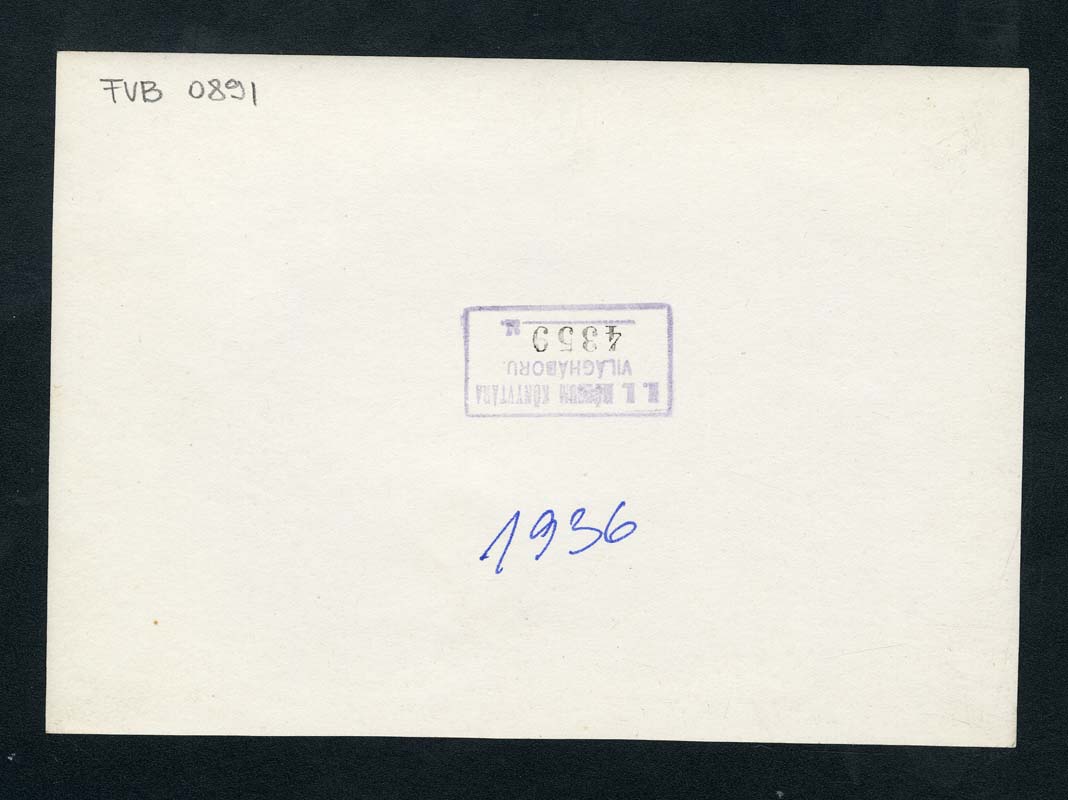 FVB 0891
KÖNYVTÁRA
VILÁGHÁBORU.
4359
1936